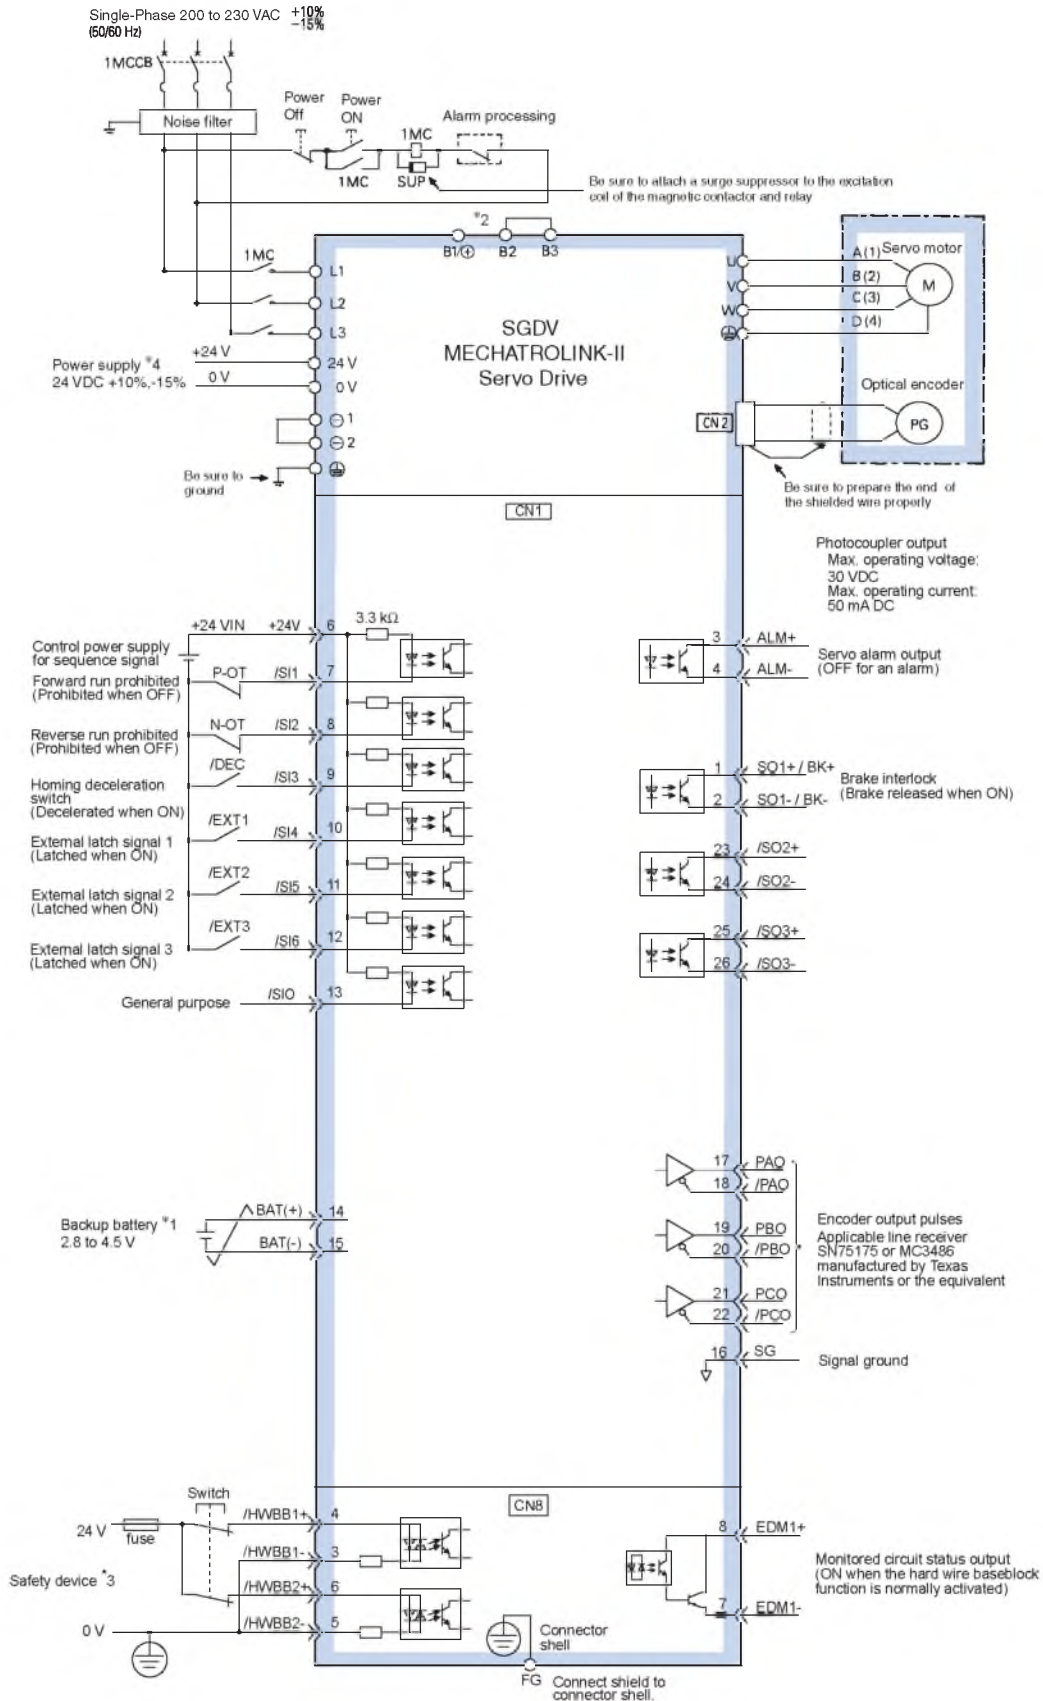 Single-Phase 200 to 230 VAC +10% -15%
(50/60 Hz)
1MCCB
Noise filter
Power Off
Power ON
1MC
Alarm processing
1MC
SUP
Be sure to attach a surge suppressor to the excitation
coil of the magnetic contactor and relay
*2
B1/⊕ B2 B3
1MC
L1
L2
L3
Power supply *4
24 VDC +10%,-15%
+24 V
24 V
0 V
0 V
⊖ 1
⊖ 2
Be sure to
ground
SGDV
MECHATROLINK-II
Servo Drive
U
V
W
A (1)
B (2)
C (3)
D (4)
Servo motor
M
Optical encoder
PG
CN 2
Be sure to prepare the end of
the shielded wire properly
CN1
Photocoupler output
Max. operating voltage:
30 VDC
Max. operating current:
50 mA DC
+24 VIN +24V 6 3.3 kΩ
Control power supply
for sequence signal
Forward run prohibited
(Prohibited when OFF)
P-OT /SI1 7
Reverse run prohibited
(Prohibited when OFF)
N-OT /SI2 8
Homing deceleration
switch
(Decelerated when ON)
/DEC /SI3 9
External latch signal 1
(Latched when ON)
/EXT1 /SI4 10
External latch signal 2
(Latched when ON)
/EXT2 /SI5 11
External latch signal 3
(Latched when ON)
/EXT3 /SI6 12
General purpose /SIO 13
3 ALM+
4 ALM-
Servo alarm output
(OFF for an alarm)
1 SO1+ / BK+
2 SO1- / BK-
Brake interlock
(Brake released when ON)
23 /SO2+
24 /SO2-
25 /SO3+
26 /SO3-
Backup battery *1
2.8 to 4.5 V
BAT(+) 14
BAT(-) 15
17 PAO
18 /PAO
19 PBO
20 /PBO
21 PCO
22 /PCO
Encoder output pulses
Applicable line receiver
SN75175 or MC3486
manufactured by Texas
Instruments or the equivalent
16 SG
Signal ground
CN8
Switch
24 V
fuse
/HWBB1+ 4
/HWBB1- 3
Safety device *3
/HWBB2+ 6
/HWBB2- 5
0 V
8 EDM1+
7 EDM1-
Monitored circuit status output
(ON when the hard wire baseblock
function is normally activated)
Connector
shell
FG
Connect shield to
connector shell.